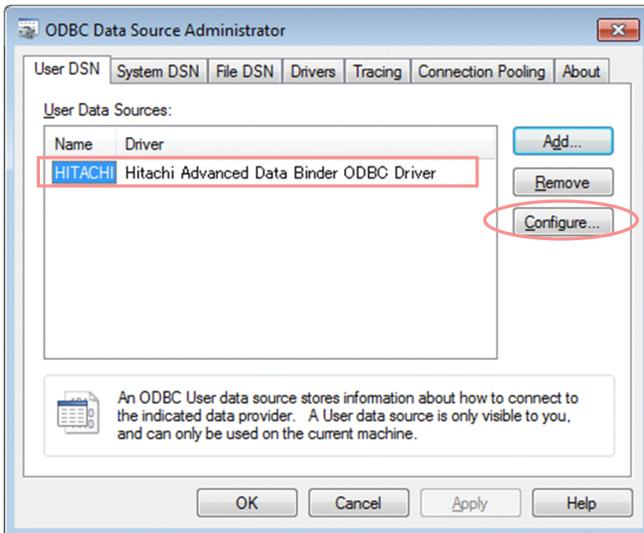 ODBC Data Source Administrator
User DSN System DSN File DSN Drivers Tracing Connection Pooling About
User Data Sources:
Name Driver
HITACHI Hitachi Advanced Data Binder ODBC Driver
Add...
Remove
Configure...
An ODBC User data source stores information about how to connect to
the indicated data provider. A User data source is only visible to you,
and can only be used on the current machine.
OK Cancel Apply Help